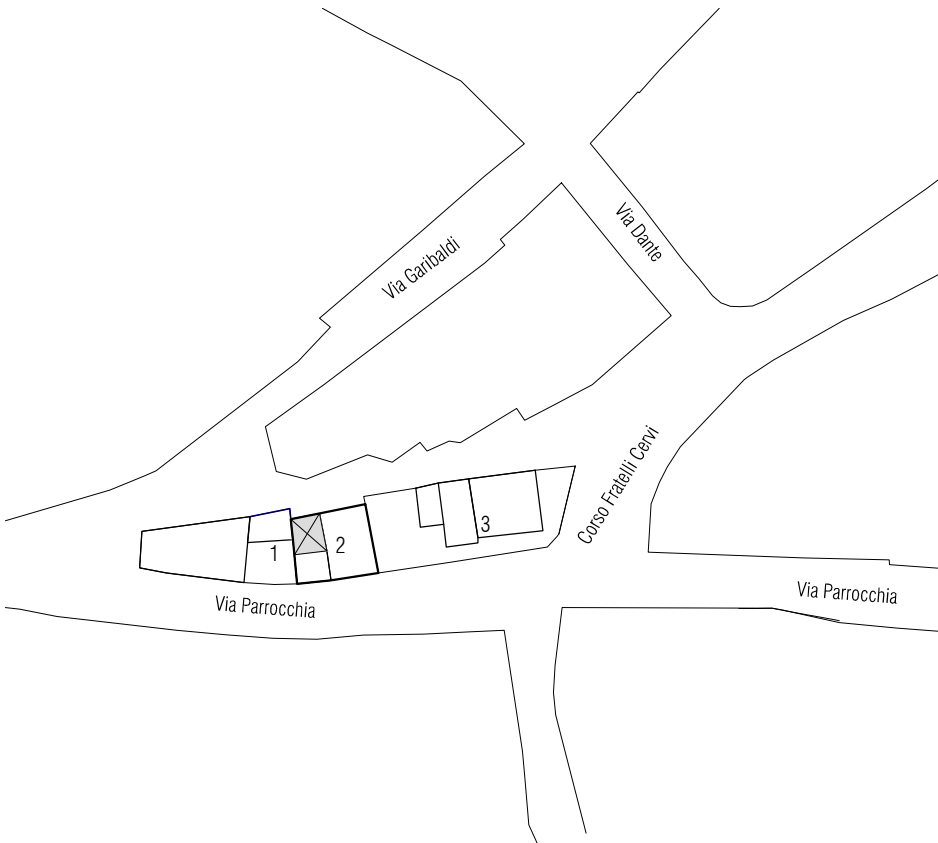 Via Dante
Via Garibaldi
Corso Fratelli Cervi
3
2
1
Via Parrocchia
Via Parrocchia